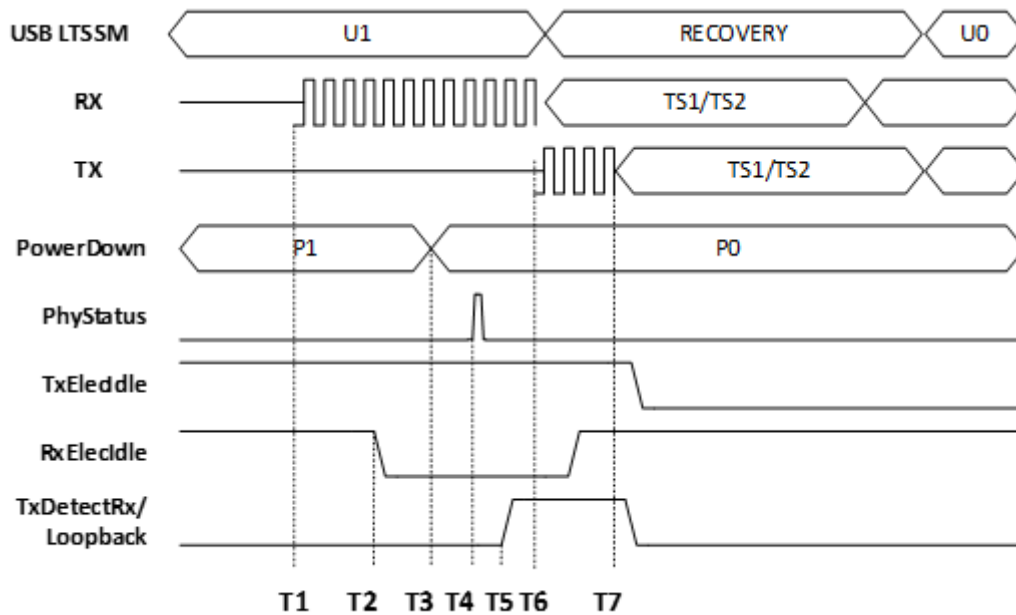 USB LTSSM U1 RECOVERY U0
RX TS1/TS2
TX TS1/TS2
PowerDown P1 P0
PhyStatus
TxElecIdle
RxElecIdle
TxDetectRx/
Loopback
T1 T2 T3 T4 T5 T6 T7